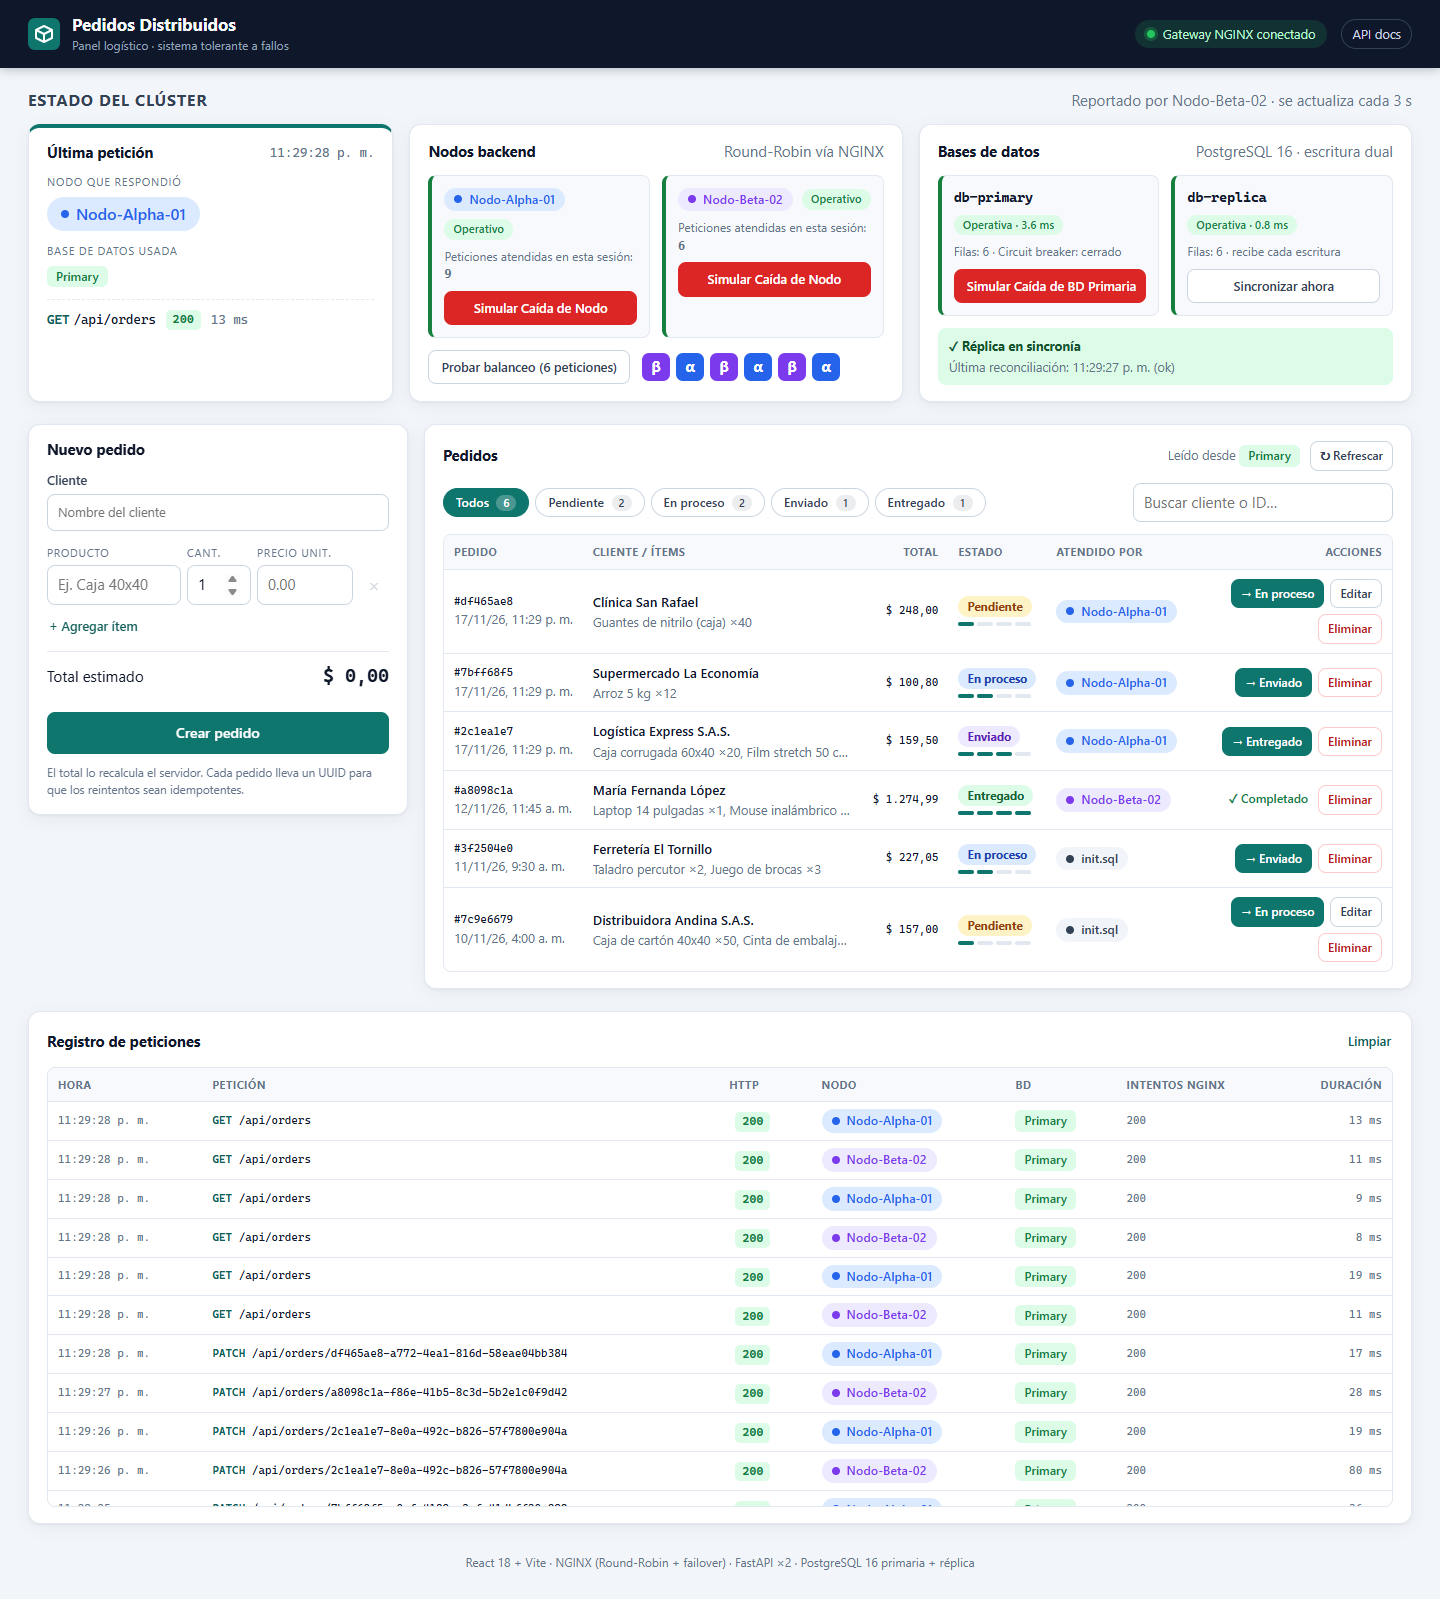 Pedidos Distribuidos
Panel logístico · sistema tolerante a fallos
Gateway NGINX conectado
API docs
ESTADO DEL CLÚSTER
Reportado por Nodo-Beta-02 · se actualiza cada 3 s
Última petición
11:29:28 p. m.
NODO QUE RESPONDIÓ
Nodo-Alpha-01
BASE DE DATOS USADA
Primary
GET /api/orders 200 13 ms
Nodos backend
Round-Robin vía NGINX
Nodo-Alpha-01
Operativo
Peticiones atendidas en esta sesión:
9
Simular Caída de Nodo
Nodo-Beta-02 Operativo
Peticiones atendidas en esta sesión:
6
Simular Caída de Nodo
Probar balanceo (6 peticiones) β α β α β α
Bases de datos
PostgreSQL 16 · escritura dual
db-primary
Operativa · 3.6 ms
Filas: 6 · Circuit breaker: cerrado
Simular Caída de BD Primaria
db-replica
Operativa · 0.8 ms
Filas: 6 · recibe cada escritura
Sincronizar ahora
✓ Réplica en sincronía
Última reconciliación: 11:29:27 p. m. (ok)
Nuevo pedido
Cliente
Nombre del cliente
PRODUCTO CANT. PRECIO UNIT.
Ej. Caja 40x40 1 0.00 ×
+ Agregar ítem
Total estimado $ 0,00
Crear pedido
El total lo recalcula el servidor. Cada pedido lleva un UUID para
que los reintentos sean idempotentes.
Pedidos
Leído desde Primary ↻ Refrescar
Todos 6 Pendiente 2 En proceso 2 Enviado 1 Entregado 1
Buscar cliente o ID...
PEDIDO CLIENTE / ÍTEMS TOTAL ESTADO ATENDIDO POR ACCIONES
#df465ae8 Clínica San Rafael $ 248,00 Pendiente Nodo-Alpha-01 → En proceso Editar
17/11/26, 11:29 p. m. Guantes de nitrilo (caja) ×40 Eliminar
#7bff68f5 Supermercado La Economía $ 100,80 En proceso Nodo-Alpha-01 → Enviado Eliminar
17/11/26, 11:29 p. m. Arroz 5 kg ×12
#2c1ea1e7 Logística Express S.A.S. $ 159,50 Enviado Nodo-Alpha-01 → Entregado Eliminar
17/11/26, 11:29 p. m. Caja corrugada 60x40 ×20, Film stretch 50 c...
#a8098c1a María Fernanda López $ 1.274,99 Entregado Nodo-Beta-02 ✓ Completado Eliminar
12/11/26, 11:45 a. m. Laptop 14 pulgadas ×1, Mouse inalámbrico ...
#3f2504e0 Ferretería El Tornillo $ 227,05 En proceso init.sql → Enviado Eliminar
11/11/26, 9:30 a. m. Taladro percutor ×2, Juego de brocas ×3
#7c9e6679 Distribuidora Andina S.A.S. $ 157,00 Pendiente init.sql → En proceso Editar
10/11/26, 4:00 a. m. Caja de cartón 40x40 ×50, Cinta de embalaj... Eliminar
Registro de peticiones
Limpiar
HORA PETICIÓN HTTP NODO BD INTENTOS NGINX DURACIÓN
11:29:28 p. m. GET /api/orders 200 Nodo-Alpha-01 Primary 200 13 ms
11:29:28 p. m. GET /api/orders 200 Nodo-Beta-02 Primary 200 11 ms
11:29:28 p. m. GET /api/orders 200 Nodo-Alpha-01 Primary 200 9 ms
11:29:28 p. m. GET /api/orders 200 Nodo-Beta-02 Primary 200 8 ms
11:29:28 p. m. GET /api/orders 200 Nodo-Alpha-01 Primary 200 19 ms
11:29:28 p. m. GET /api/orders 200 Nodo-Beta-02 Primary 200 11 ms
11:29:28 p. m. PATCH /api/orders/df465ae8-a772-4ea1-816d-58eae04bb384 200 Nodo-Alpha-01 Primary 200 17 ms
11:29:27 p. m. PATCH /api/orders/a8098c1a-f86e-41b5-8c3d-5b2e1c0f9d42 200 Nodo-Beta-02 Primary 200 28 ms
11:29:26 p. m. PATCH /api/orders/2c1ea1e7-8e0a-492c-b826-57f7800e904a 200 Nodo-Alpha-01 Primary 200 19 ms
11:29:26 p. m. PATCH /api/orders/2c1ea1e7-8e0a-492c-b826-57f7800e904a 200 Nodo-Beta-02 Primary 200 80 ms
React 18 + Vite · NGINX (Round-Robin + failover) · FastAPI ×2 · PostgreSQL 16 primaria + réplica